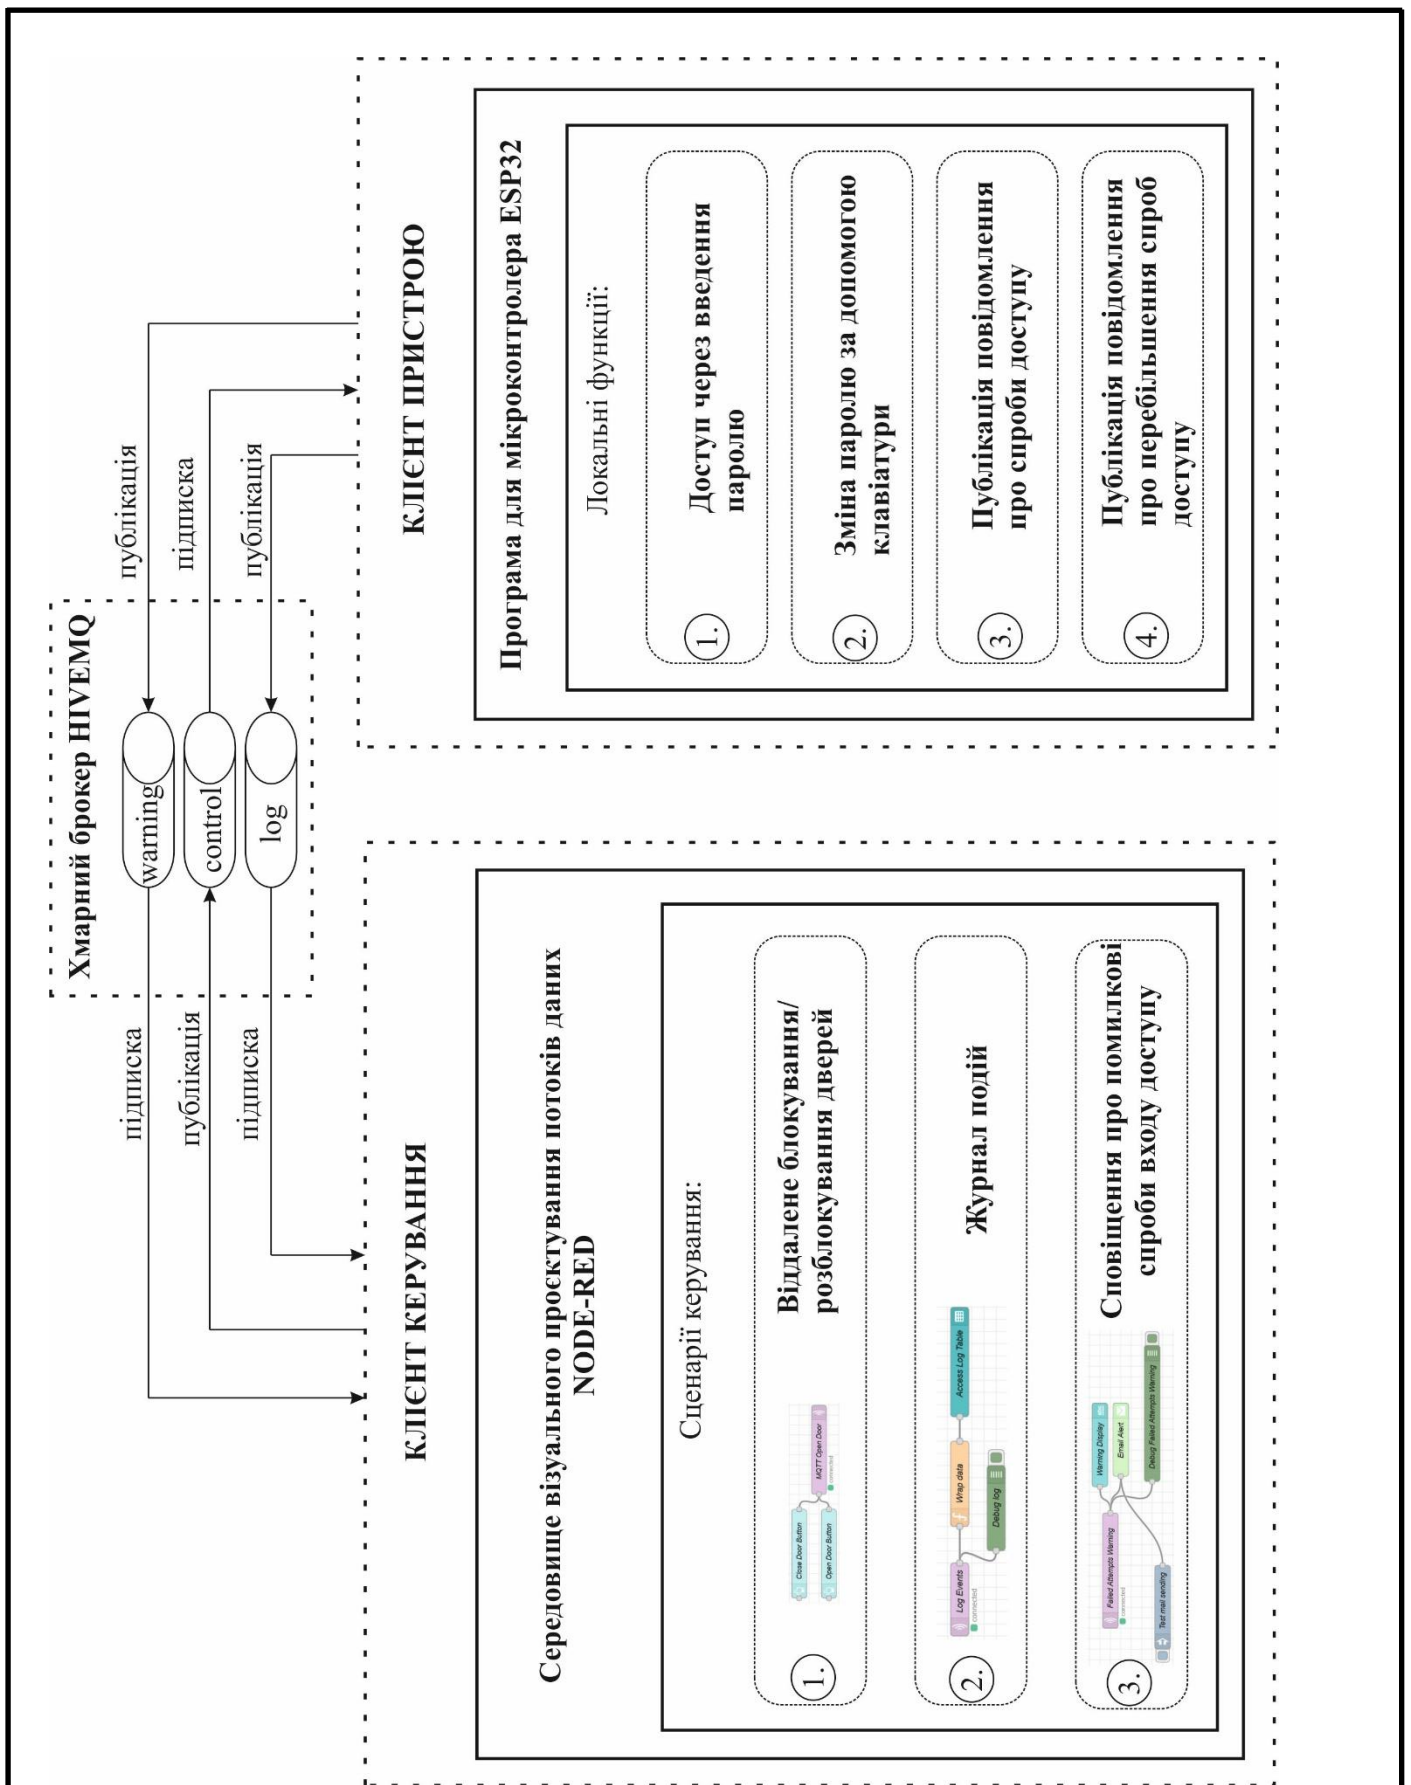 Хмарний брокер HIVEMQ
warning
control
log
підписка
публікація
підписка
публікація
підписка
публікація
КЛІЄНТ КЕРУВАННЯ
Середовище візуального проєктування потоків даних
NODE-RED
Сценарії керування:
1.
Close Door Button
Open Door Button
MQTT Open Door
connected
Віддалене блокування/
розблокування дверей
2.
Log Events
connected
Wrap data
Debug log
Access Log Table
Журнал подій
3.
Failed Attempts Warning
connected
Test mail sending
Warning Display
Email Alert
Debug Failed Attempts Warning
Сповіщення про помилкові
спроби входу доступу
КЛІЄНТ ПРИСТРОЮ
Програма для мікроконтролера ESP32
Локальні функції:
1.
Доступ через введення
паролю
2.
Зміна паролю за допомогою
клавіатури
3.
Публікація повідомлення
про спроби доступу
4.
Публікація повідомлення
про перебільшення спроб
доступу